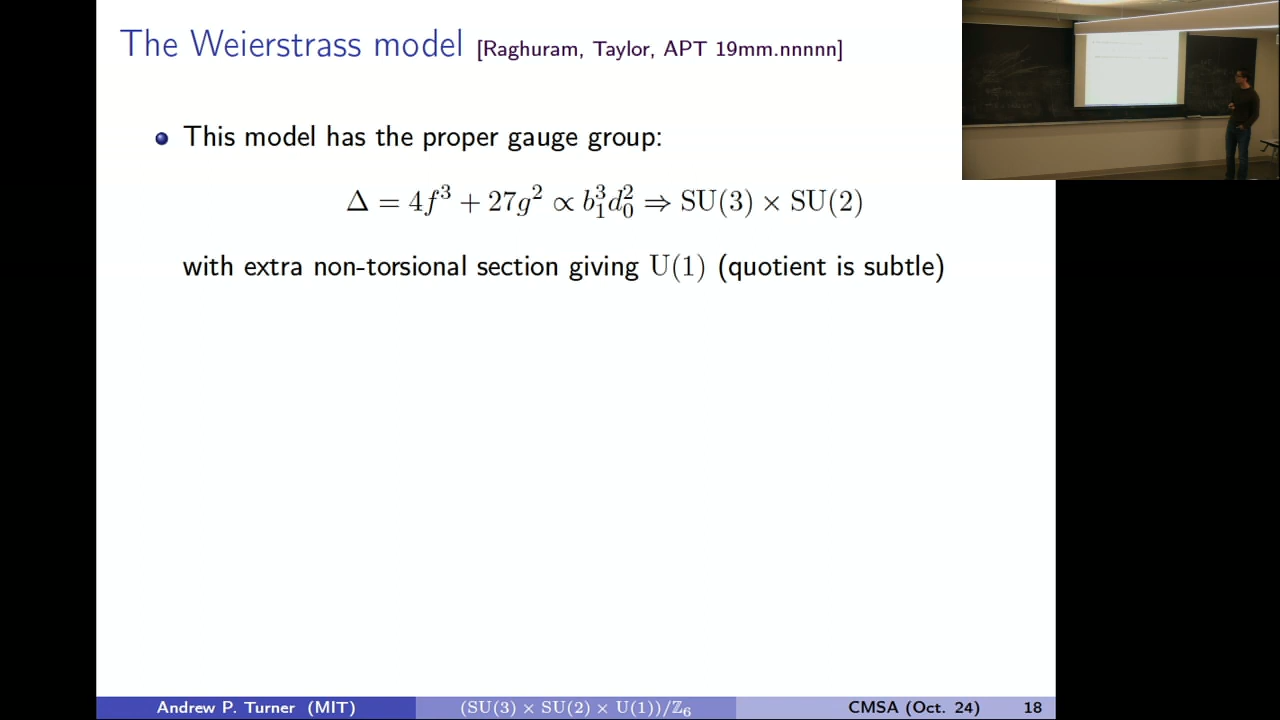 The Weierstrass model [Raghuram, Taylor, APT 19mm.nnnnn]
This model has the proper gauge group:
Δ = 4f³ + 27g² ∝ b₁³d₀² ⇒ SU(3) × SU(2)
with extra non-torsional section giving U(1) (quotient is subtle)
Andrew P. Turner (MIT) (SU(3) × SU(2) × U(1))/ℤ₆ CMSA (Oct. 24) 18